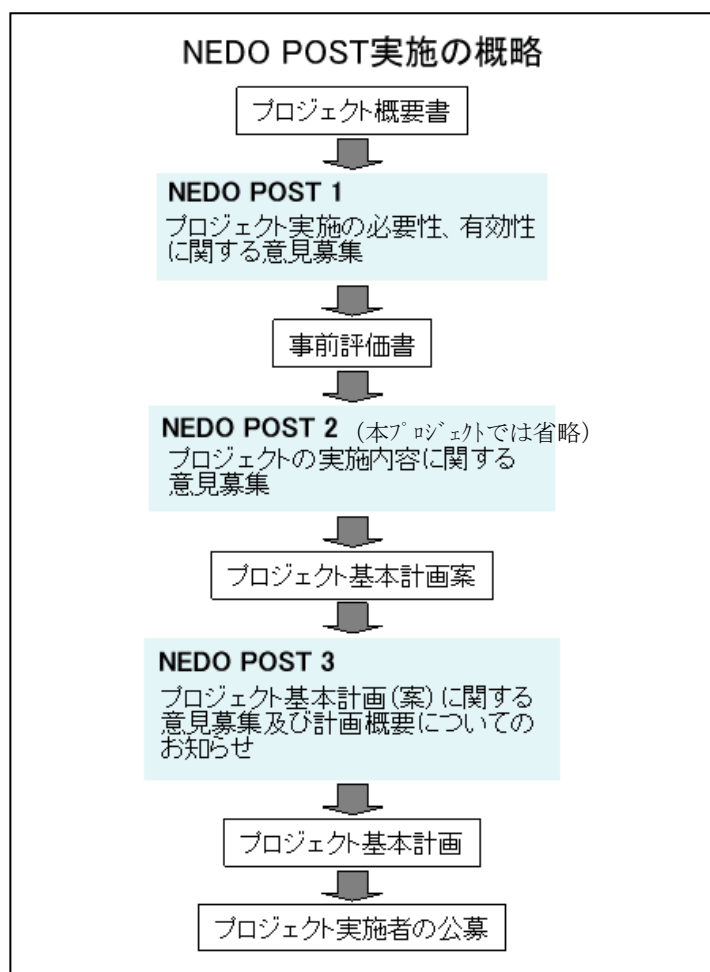 NEDO POST実施の概略
プロジェクト概要書
NEDO POST 1
プロジェクト実施の必要性、有効性
に関する意見募集
事前評価書
NEDO POST 2 (本プロジェクトでは省略)
プロジェクトの実施内容に関する
意見募集
プロジェクト基本計画案
NEDO POST 3
プロジェクト基本計画(案)に関する
意見募集及び計画概要についての
お知らせ
プロジェクト基本計画
プロジェクト実施者の公募